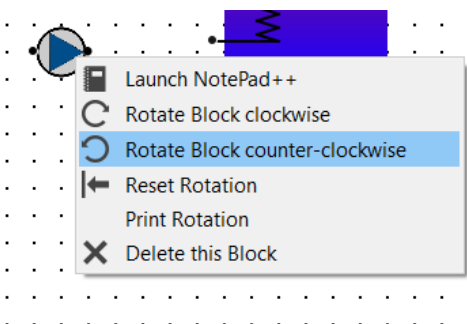 Launch NotePad++
Rotate Block clockwise
Rotate Block counter-clockwise
Reset Rotation
Print Rotation
Delete this Block